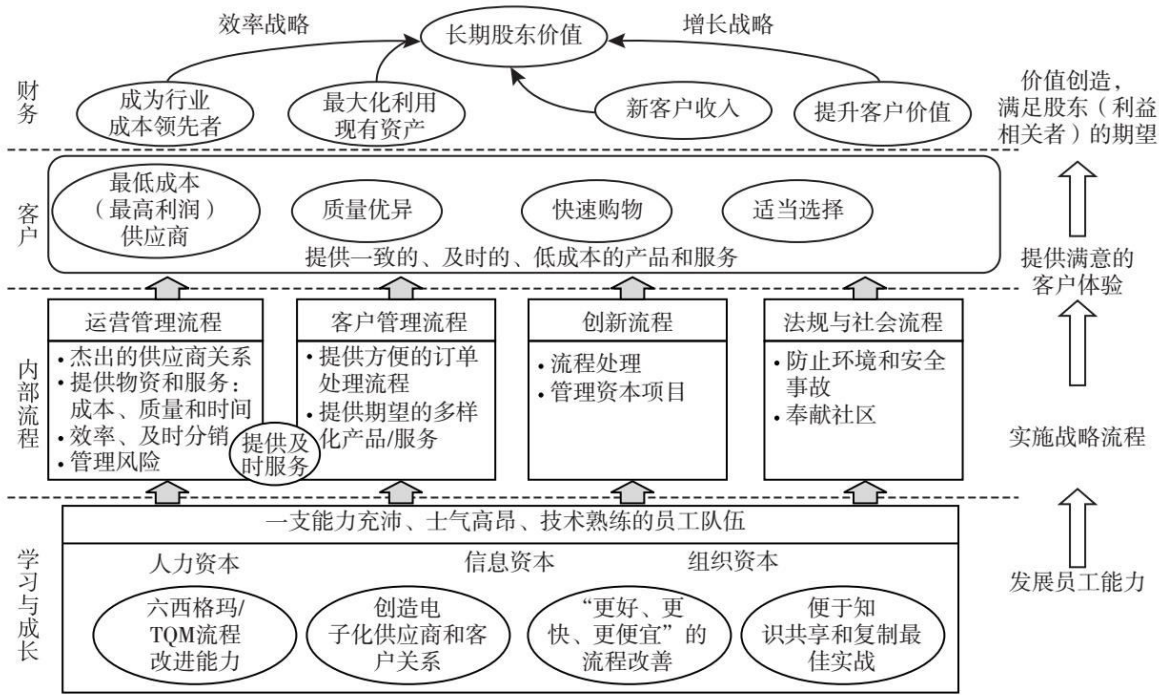 效率战略
长期股东价值
增长战略
财务
成为行业
成本领先者
最大化利用
现有资产
新客户收入
提升客户价值
价值创造，
满足股东（利益
相关者）的期望
客户
最低成本
（最高利润）
供应商
质量优异
快速购物
适当选择
提供一致的、及时的、低成本的产品和服务
提供满意的
客户体验
内部流程
运营管理流程
•杰出的供应商关系
•提供物资和服务：
成本、质量和时间
•效率、及时分销
•管理风险
提供及
时服务
客户管理流程
•提供方便的订单
处理流程
•提供期望的多样
化产品/服务
创新流程
•流程处理
•管理资本项目
法规与社会流程
•防止环境和安全
事故
•奉献社区
实施战略流程
学习与成长
一支能力充沛、士气高昂、技术熟练的员工队伍
人力资本
信息资本
组织资本
六西格玛/
TQM流程
改进能力
创造电
子化供应商和客
户关系
“更好、更
快、更便宜”的
流程改善
便于知
识共享和复制最
佳实战
发展员工能力